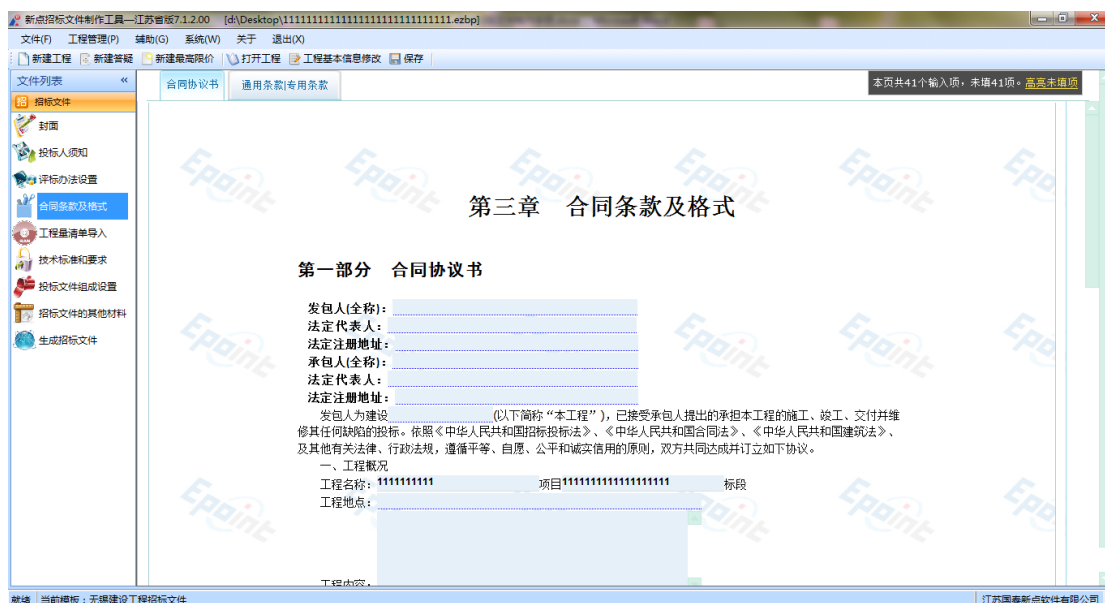 新点招标文件制作工具—江苏省版7.1.2.00 [d:\Desktop\11111111111111111111111111111.ezbp]
文件(F) 工程管理(P) 辅助(G) 系统(W) 关于 退出(X)
新建工程 新建答疑 新建最高限价 打开工程 工程基本信息修改 保存
文件列表 «
合同协议书 通用条款|专用条款
本页共41个输入项，未填41项。高亮未填项
招 招标文件
封面
投标人须知
评标办法设置
合同条款及格式
工程量清单导入
技术标准和要求
投标文件组成设置
招标文件的其他材料
生成招标文件
第三章 合同条款及格式
第一部分 合同协议书
发包人(全称)：
法定代表人：
法定注册地址：
承包人(全称)：
法定代表人：
法定注册地址：
发包人为建设 (以下简称“本工程”)，已接受承包人提出的承担本工程的施工、竣工、交付并维
修其任何缺陷的投标。依照《中华人民共和国招标投标法》、《中华人民共和国合同法》、《中华人民共和国建筑法》、
及其他有关法律、行政法规，遵循平等、自愿、公平和诚实信用的原则，双方共同达成并订立如下协议。
一、工程概况
工程名称：1111111111 项目1111111111111111111 标段
工程地点：
工程内容：
Epoint Epoint Epoint Epoint Epoint Epo
Epoint Epoint Epo
Epoint Epoint Epoint Epo
就绪 当前模板：无锡建设工程招标文件 江苏国泰新点软件有限公司